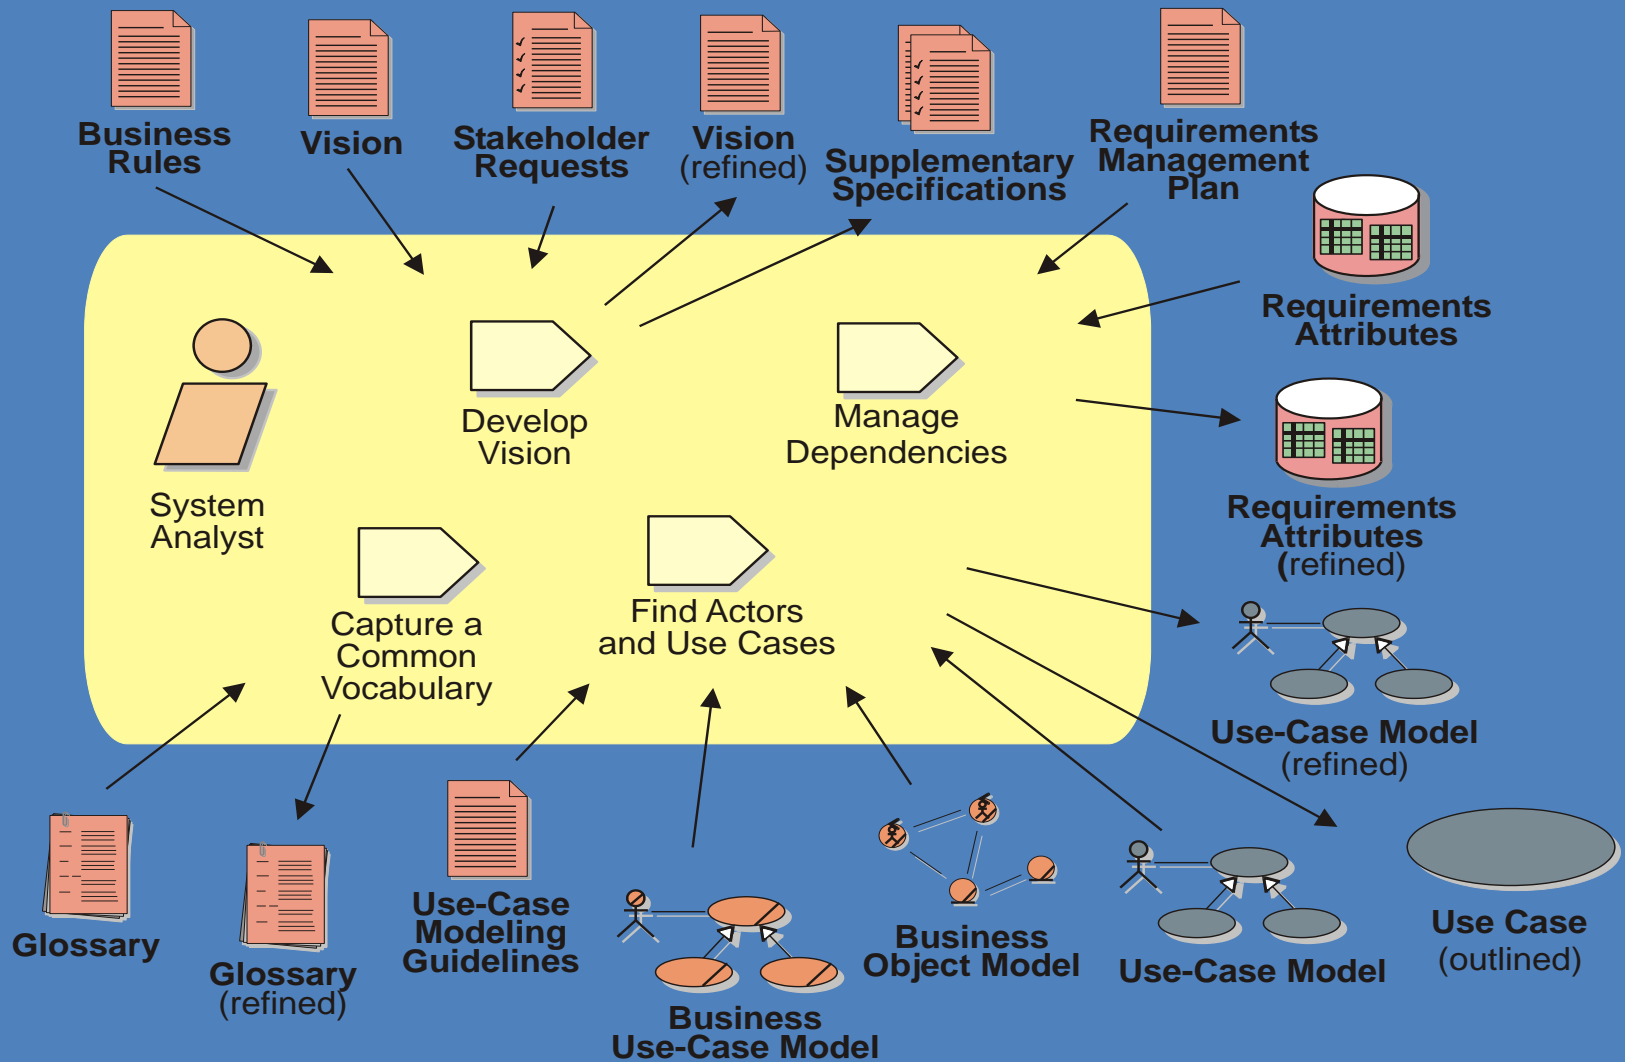 Business
Rules
Vision
Stakeholder
Requests
Vision
(refined)
Supplementary
Specifications
Requirements
Management
Plan
Requirements
Attributes
Requirements
Attributes
(refined)
System
Analyst
Develop
Vision
Manage
Dependencies
Capture a
Common
Vocabulary
Find Actors
and Use Cases
Use-Case Model
(refined)
Glossary
Glossary
(refined)
Use-Case
Modeling
Guidelines
Business
Use-Case Model
Business
Object Model
Use-Case Model
Use Case
(outlined)